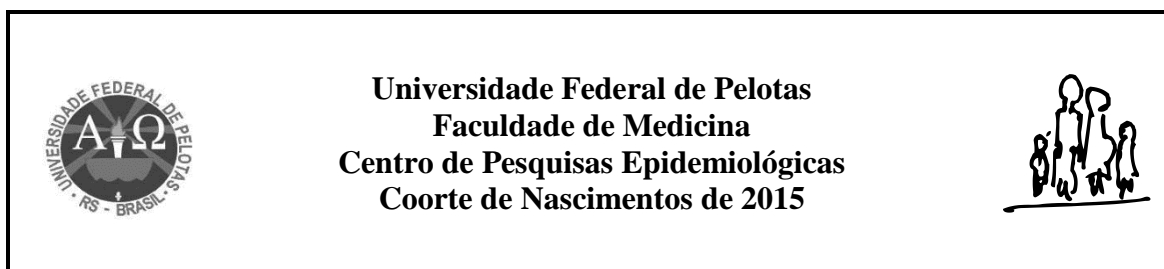 UNIVERSIDADE FEDERAL DE PELOTAS
Α Ω
RS - BRASIL
Universidade Federal de Pelotas
Faculdade de Medicina
Centro de Pesquisas Epidemiológicas
Coorte de Nascimentos de 2015